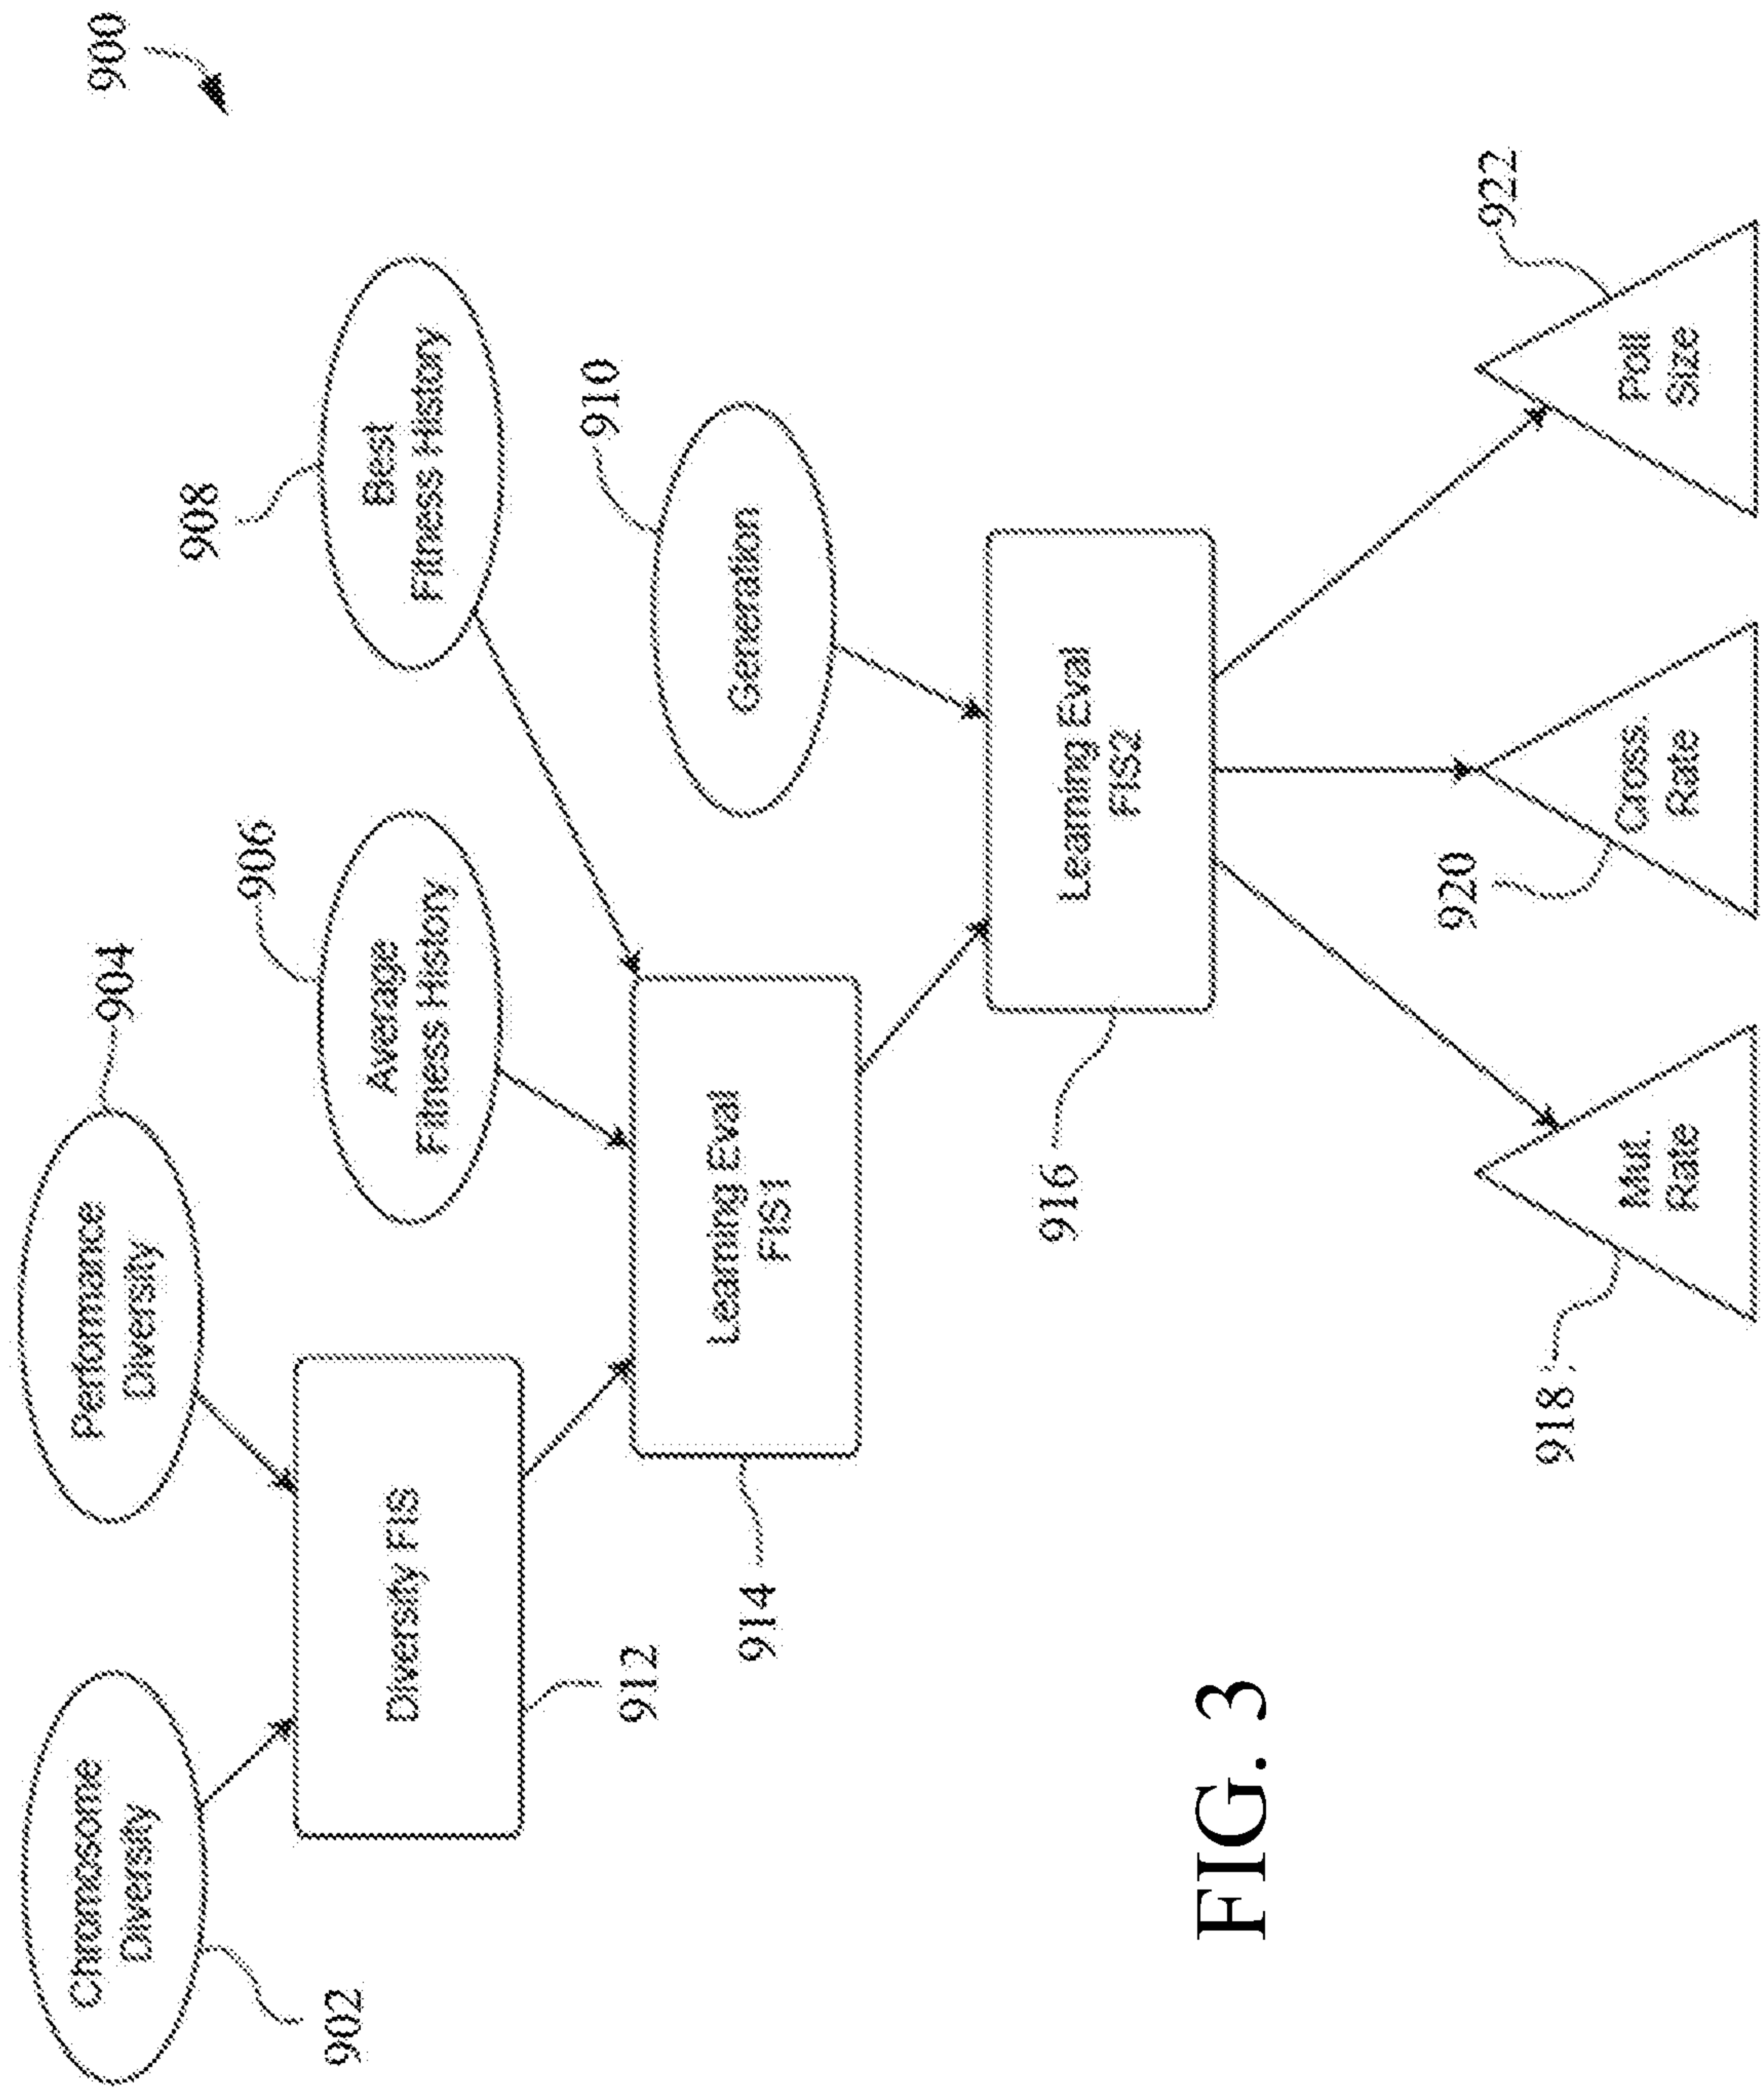 900
904
Performance
Diversity
Chromosome
Diversity
902
908
Best
Fitness History
906
Average
Fitness History
Diversity FIS
912
910
Generation
Learning Eval
FIS1
914
Learning Eval
FIS2
916
918
Mut.
Rate
920
Cross.
Rate
922
Poll
Size
FIG. 3